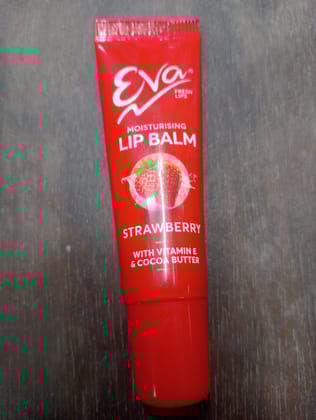 Eva®
FRESH
LIPS
MOISTURISING
LIP BALM
STRAWBERRY
WITH VITAMIN E
& COCOA BUTTER